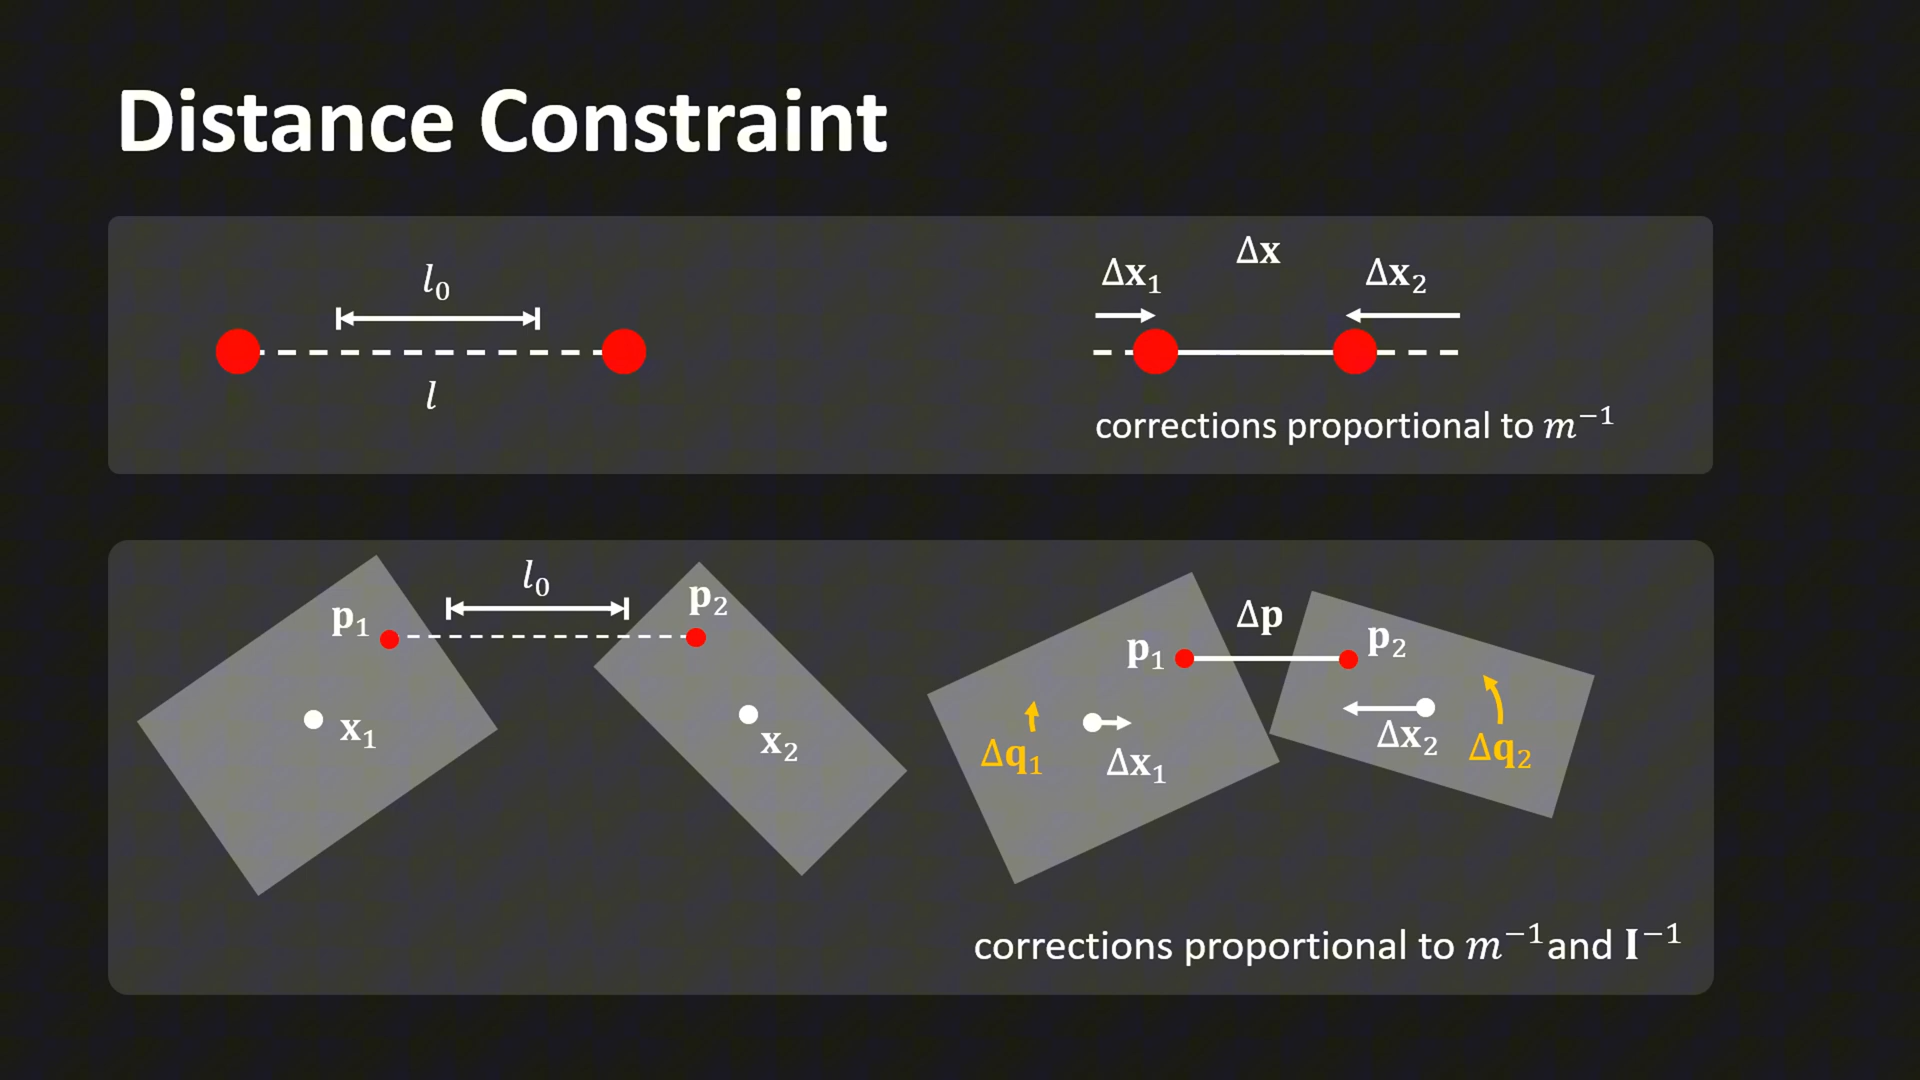 Distance Constraint
l₀
l
Δx
Δx₁
Δx₂
corrections proportional to m⁻¹
l₀
p₁
p₂
x₁
x₂
Δp
p₁
p₂
Δq₁
Δx₁
Δx₂
Δq₂
corrections proportional to m⁻¹and I⁻¹